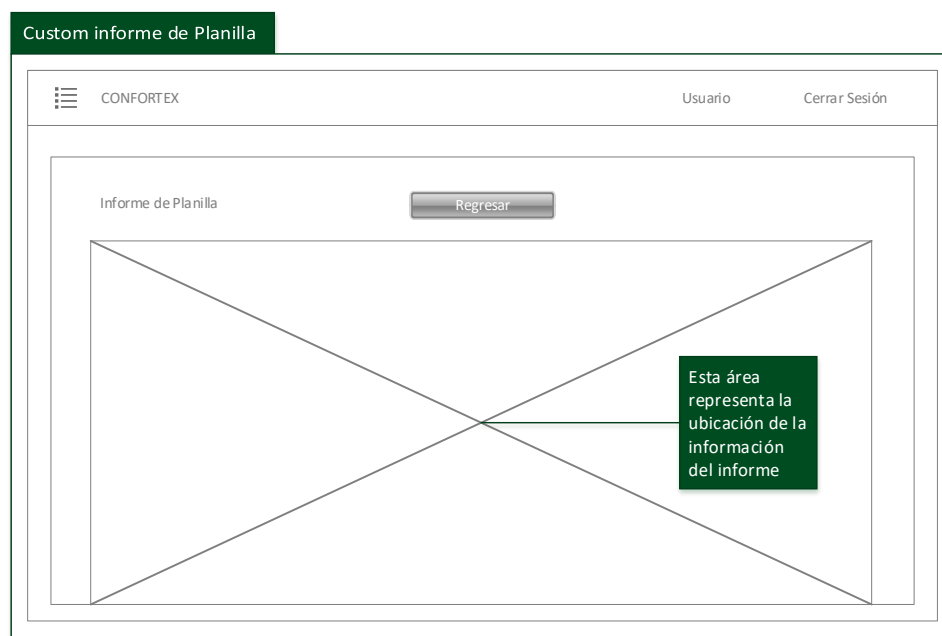 Custom informe de Planilla
CONFORTEX
Usuario
Cerrar Sesión
Informe de Planilla
Regresar
Esta área
representa la
ubicación de la
información
del informe